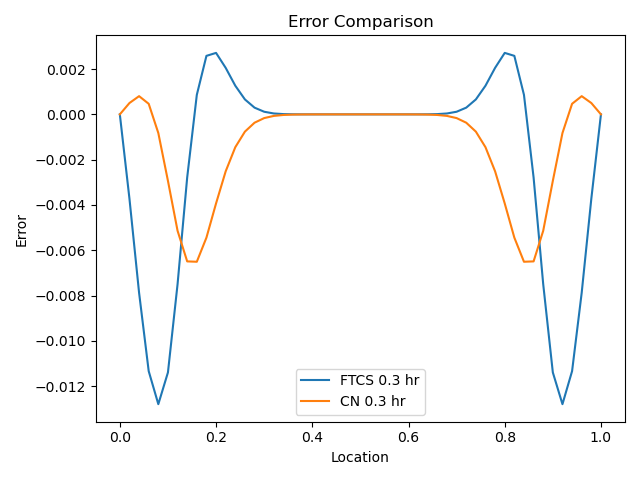 Error Comparison
0.002
0.000
−0.002
−0.004
−0.006
−0.008
−0.010
−0.012
Error
FTCS 0.3 hr
CN 0.3 hr
0.0 0.2 0.4 0.6 0.8 1.0
Location